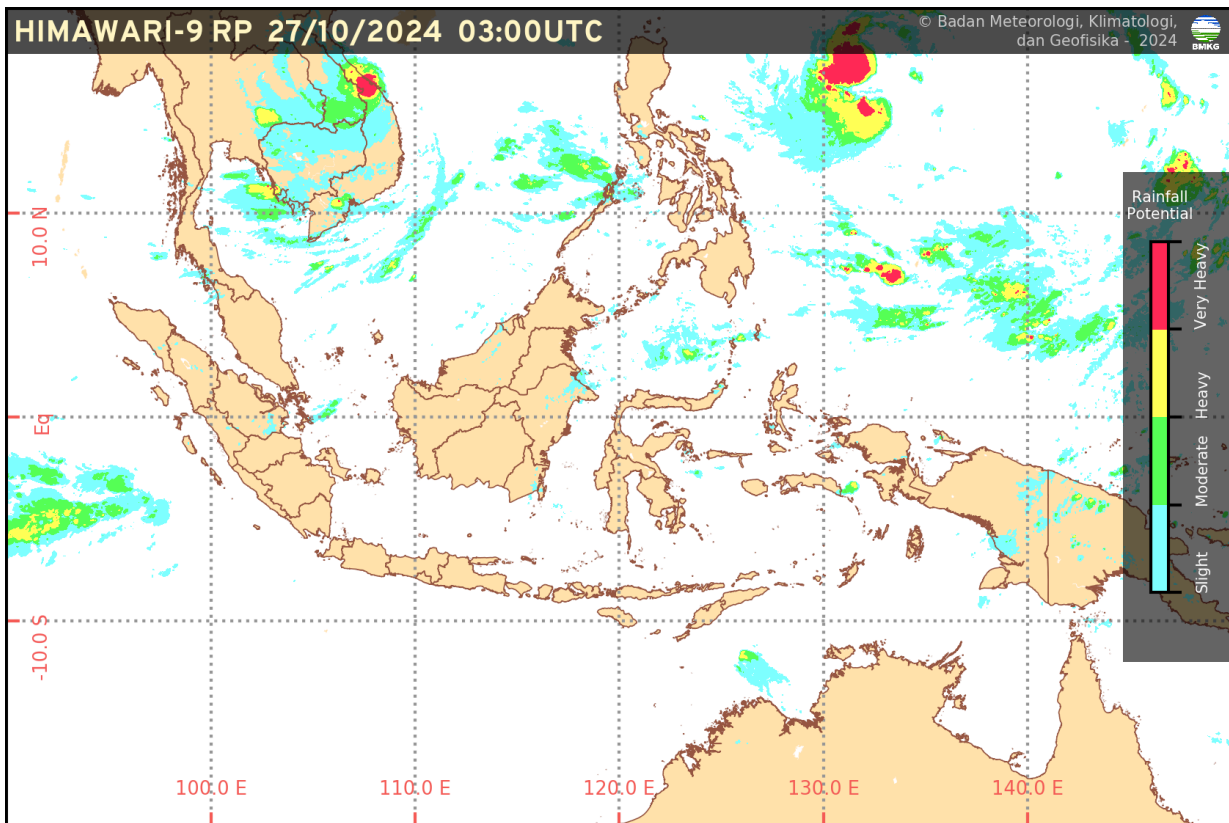 HIMAWARI-9 RP 27/10/2024 03:00UTC
© Badan Meteorologi, Klimatologi,
dan Geofisika - 2024
BMKG
Rainfall
Potential
Very Heavy
Heavy
Moderate
Slight
10.0 N
Eq
-10.0 S
100.0 E
110.0 E
120.0 E
130.0 E
140.0 E